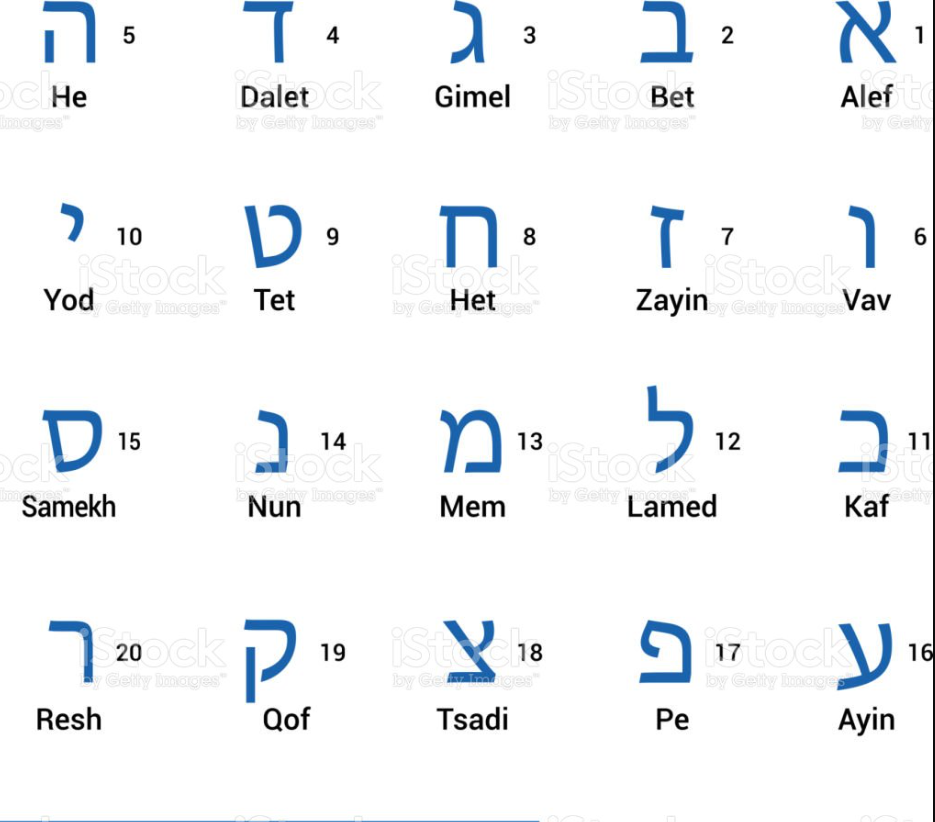 א 1 ב 2 ג 3 ד 4 ה 5
Alef Bet Gimel Dalet He
ו 6 ז 7 ח 8 ט 9 י 10
Vav Zayin Het Tet Yod
כ 11 ל 12 מ 13 נ 14 ס 15
Kaf Lamed Mem Nun Samekh
ע 16 פ 17 צ 18 ק 19 ר 20
Ayin Pe Tsadi Qof Resh
iStock
by Getty Images™